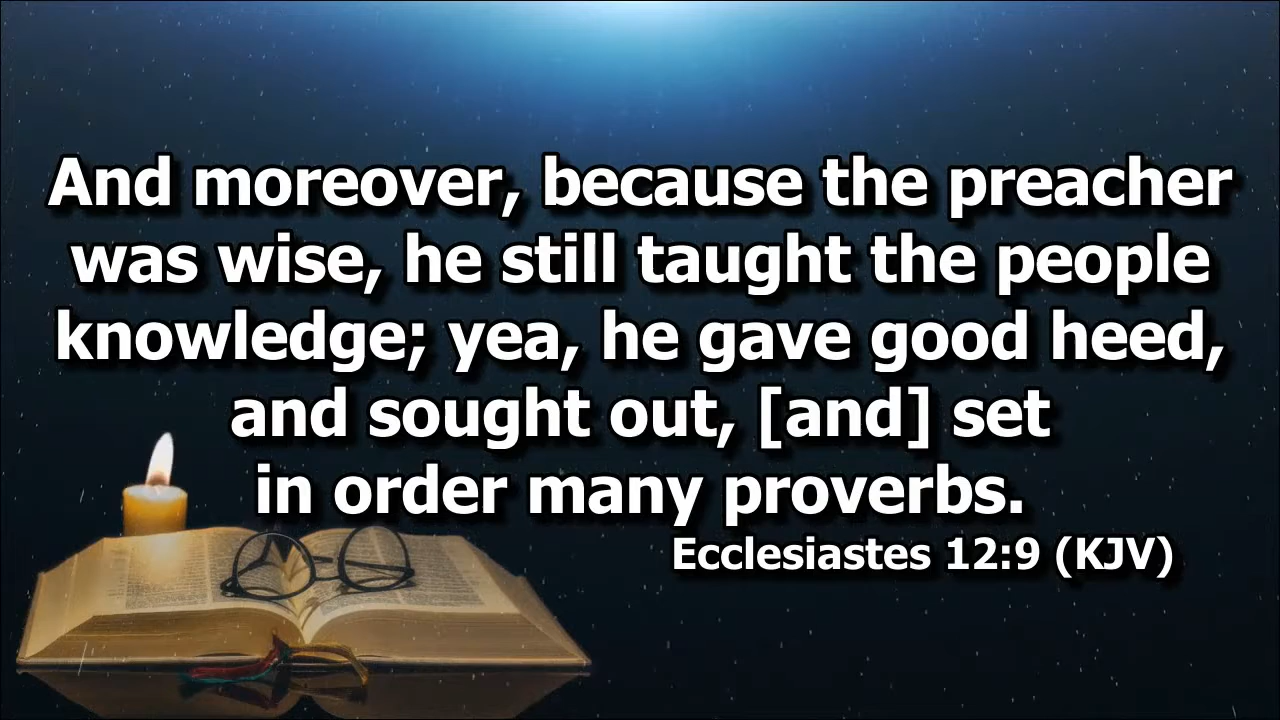 And moreover, because the preacher
was wise, he still taught the people
knowledge; yea, he gave good heed,
and sought out, [and] set
in order many proverbs.
Ecclesiastes 12:9 (KJV)